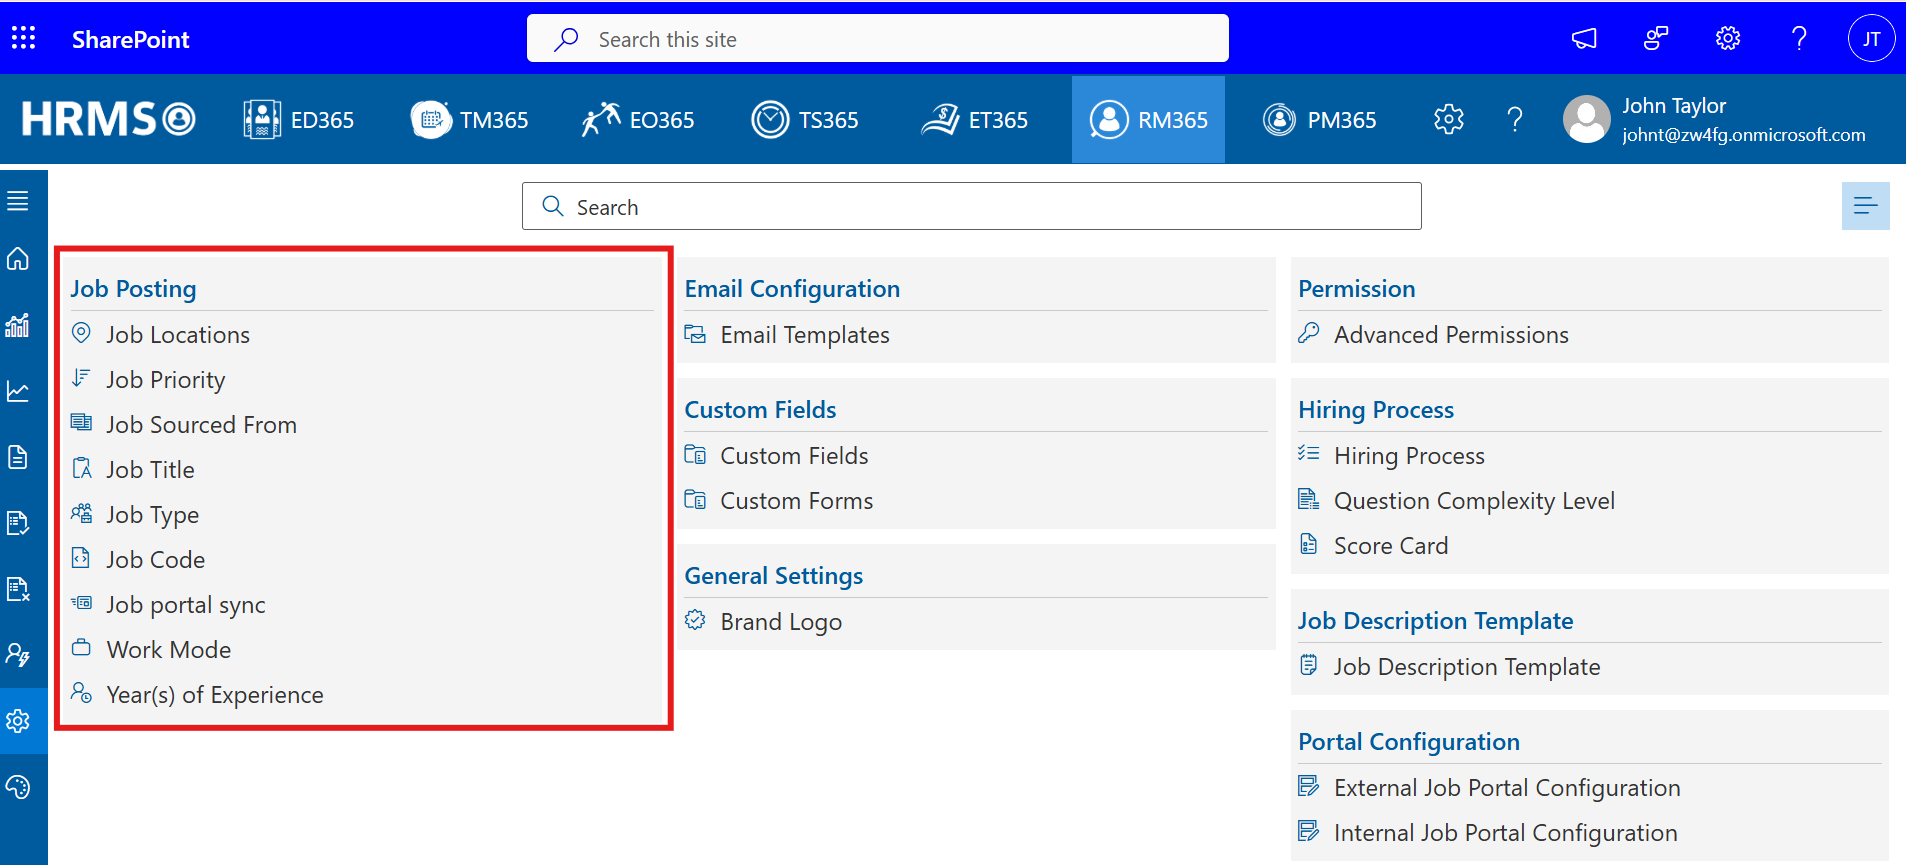 SharePoint
Search this site
JT
HRMS
ED365
TM365
EO365
TS365
ET365
RM365
PM365
John Taylor
johnt@zw4fg.onmicrosoft.com
Search
Job Posting
Job Locations
Job Priority
Job Sourced From
Job Title
Job Type
Job Code
Job portal sync
Work Mode
Year(s) of Experience
Email Configuration
Email Templates
Custom Fields
Custom Fields
Custom Forms
General Settings
Brand Logo
Permission
Advanced Permissions
Hiring Process
Hiring Process
Question Complexity Level
Score Card
Job Description Template
Job Description Template
Portal Configuration
External Job Portal Configuration
Internal Job Portal Configuration